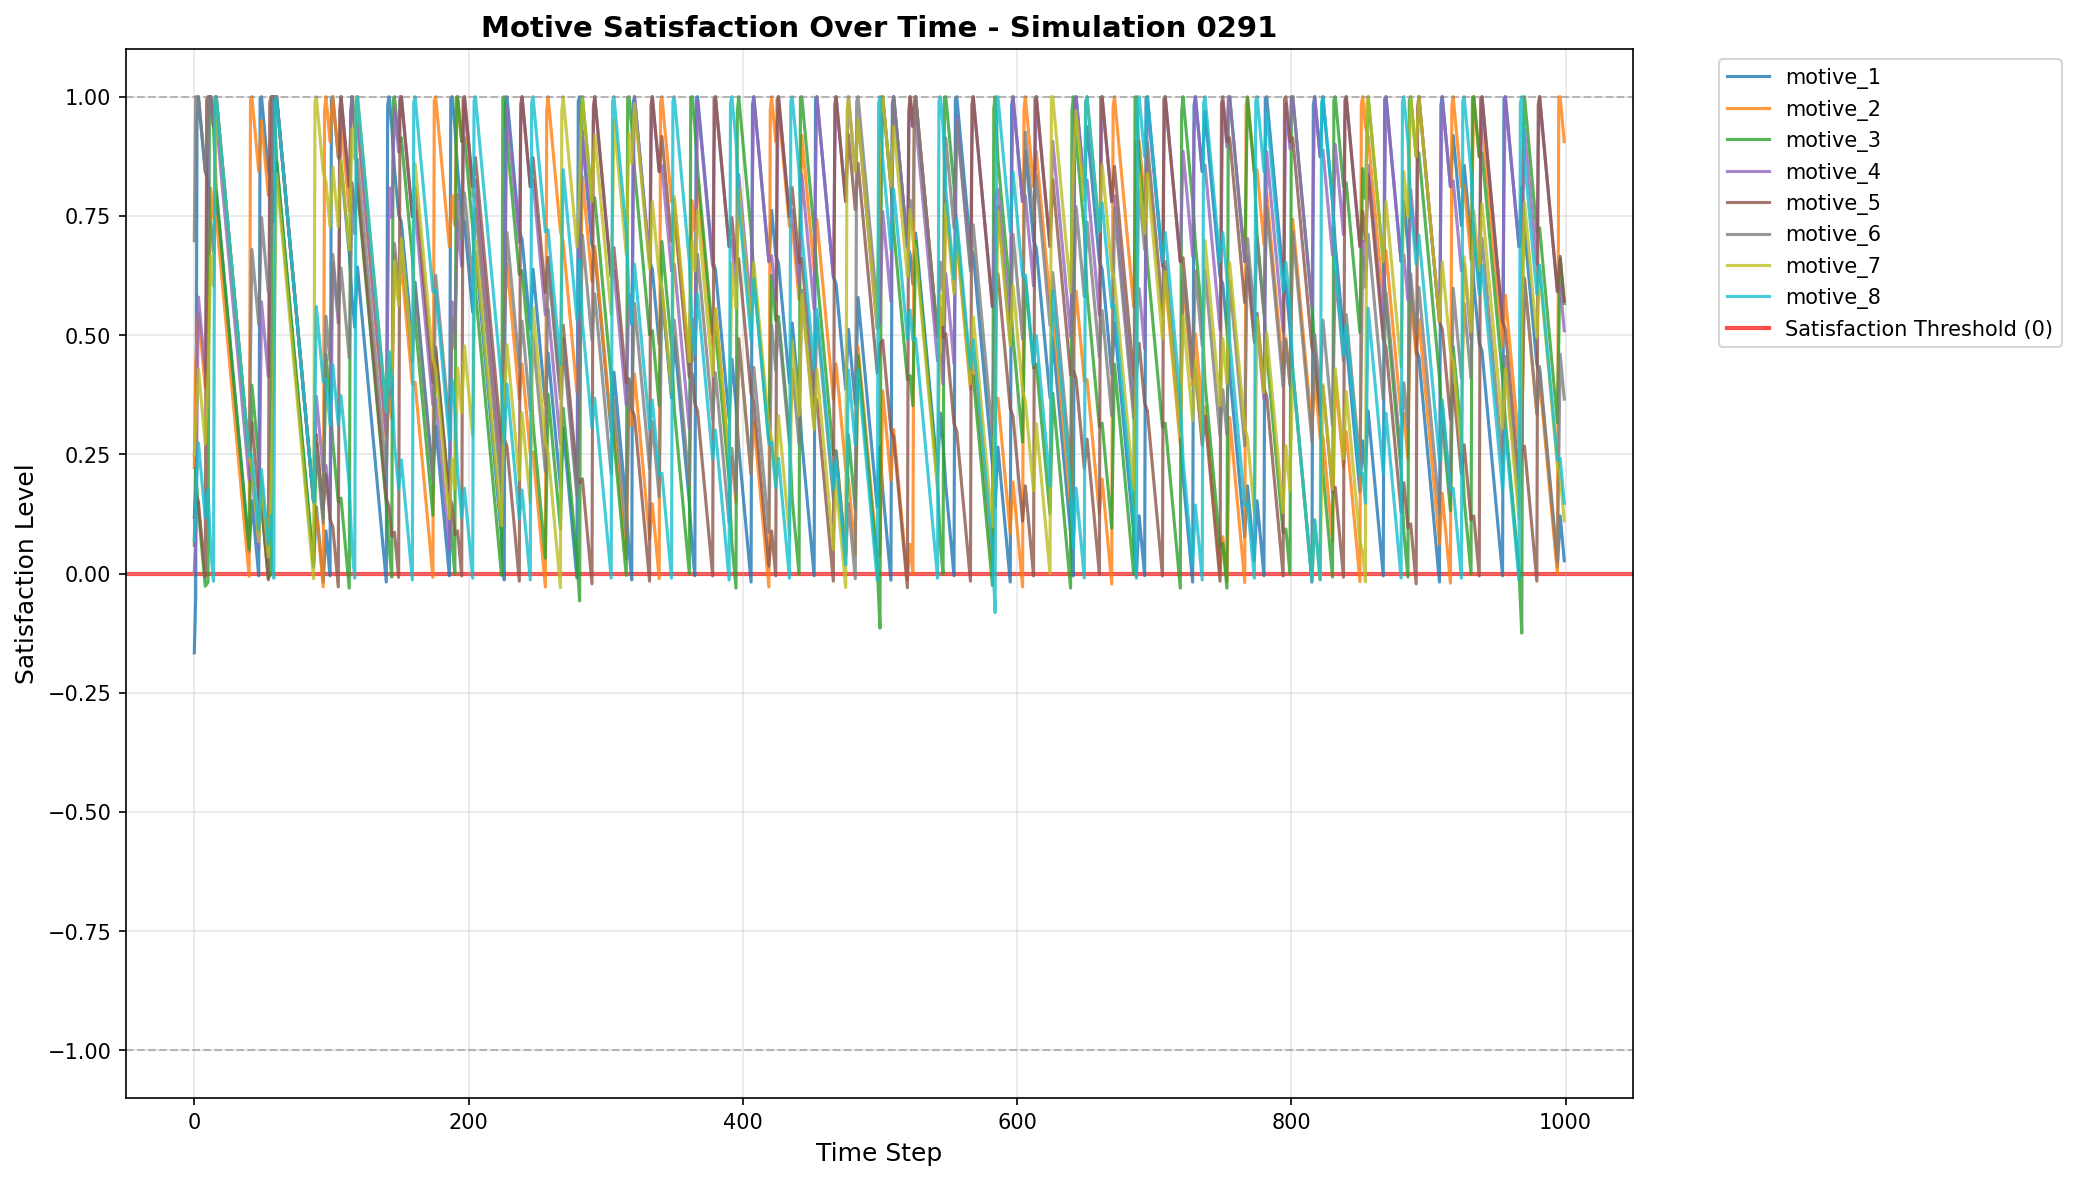 Motive Satisfaction Over Time - Simulation 0291
Satisfaction Level
1.00
0.75
0.50
0.25
0.00
−0.25
−0.50
−0.75
−1.00
0
200
400
600
800
1000
Time Step
motive_1
motive_2
motive_3
motive_4
motive_5
motive_6
motive_7
motive_8
Satisfaction Threshold (0)